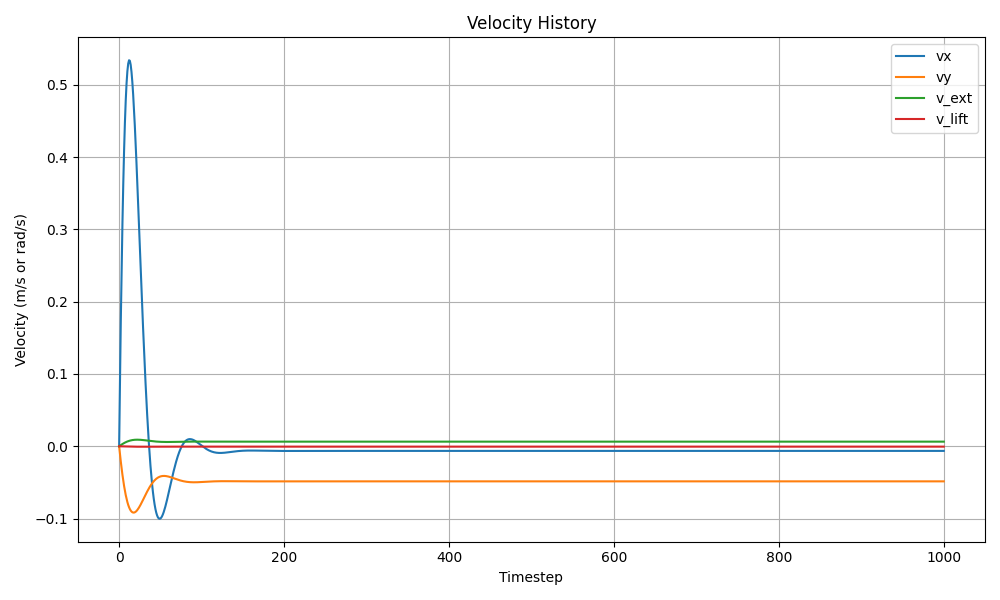 Velocity History
vx
vy
v_ext
v_lift
0.5
0.4
0.3
0.2
0.1
0.0
−0.1
Velocity (m/s or rad/s)
0 200 400 600 800 1000
Timestep